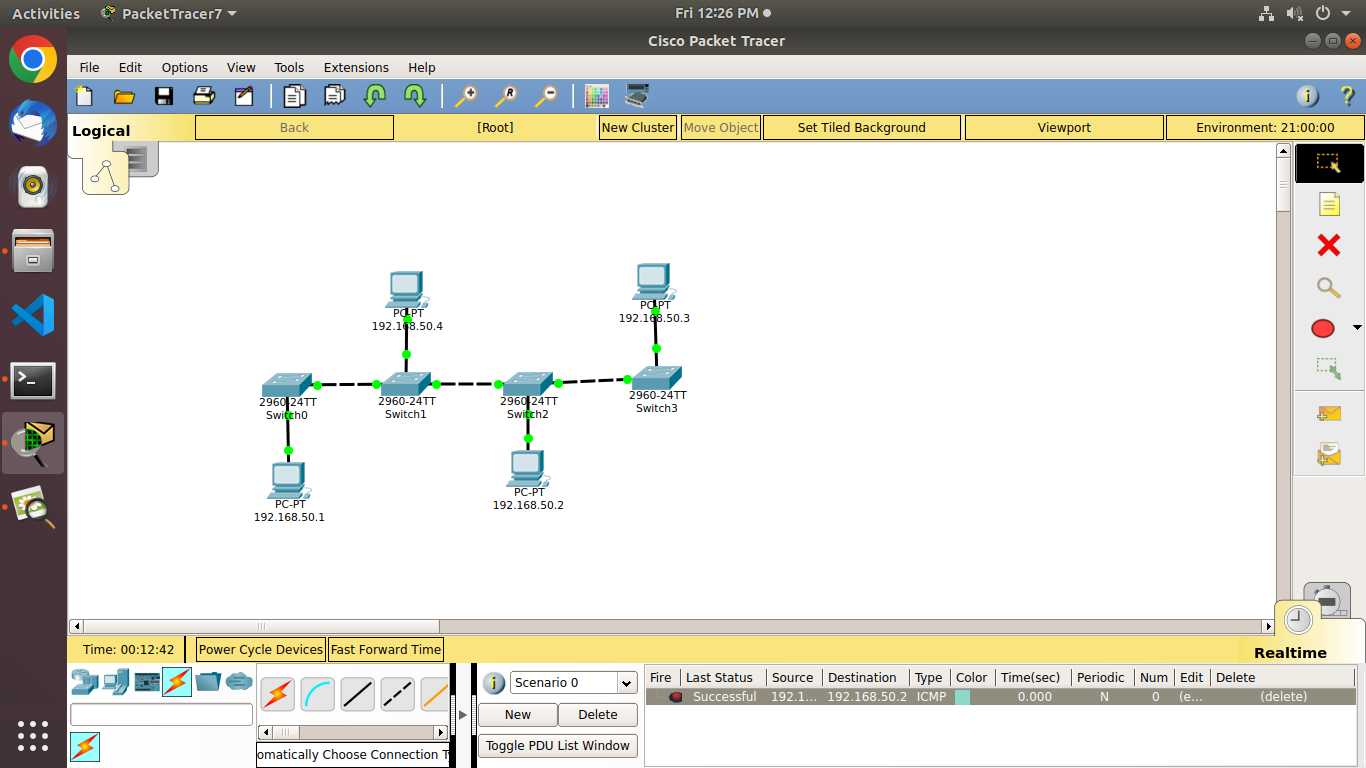 Activities PacketTracer7 Fri 12:26 PM
Cisco Packet Tracer
File Edit Options View Tools Extensions Help
Logical Back [Root] New Cluster Move Object Set Tiled Background Viewport Environment: 21:00:00
PC-PT
192.168.50.4
PC-PT
192.168.50.3
2960-24TT
Switch0
2960-24TT
Switch1
2960-24TT
Switch2
2960-24TT
Switch3
PC-PT
192.168.50.1
PC-PT
192.168.50.2
Time: 00:12:42 Power Cycle Devices Fast Forward Time Realtime
Scenario 0
New Delete
Toggle PDU List Window
omatically Choose Connection T
Fire Last Status Source Destination Type Color Time(sec) Periodic Num Edit Delete
Successful 192.1... 192.168.50.2 ICMP 0.000 N 0 (e... (delete)